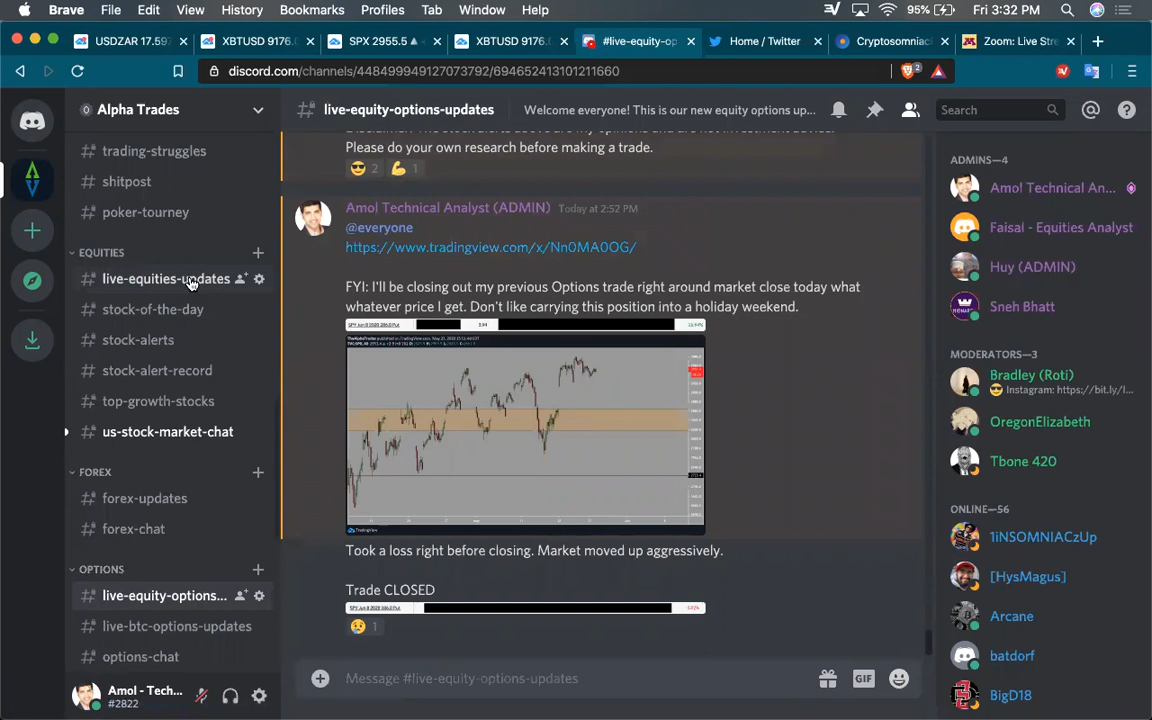 Brave File Edit View History Bookmarks Profiles Tab Window Help 95% Fri 3:32 PM
USDZAR 17.597 XBTUSD 9176.0 SPX 2955.5 XBTUSD 9176. #live-equity-op Home / Twitter Cryptosomniac Zoom: Live Stre
discord.com/channels/448499949127073792/694652413101211660
Alpha Trades
trading-struggles
shitpost
poker-tourney
EQUITIES
live-equities-updates
stock-of-the-day
stock-alerts
stock-alert-record
top-growth-stocks
us-stock-market-chat
FOREX
forex-updates
forex-chat
OPTIONS
live-equity-options...
live-btc-options-updates
options-chat
Amol - Tech...
#2822
live-equity-options-updates Welcome everyone! This is our new equity options up... Search
Please do your own research before making a trade.
2 1
Amol Technical Analyst (ADMIN) Today at 2:52 PM
@everyone
https://www.tradingview.com/x/Nn0MA0OG/
FYI: I'll be closing out my previous Options trade right around market close today what
whatever price I get. Don't like carrying this position into a holiday weekend.
TradingView
Took a loss right before closing. Market moved up aggressively.
Trade CLOSED
1
Message #live-equity-options-updates
GIF
ADMINS—4
Amol Technical An...
Faisal - Equities Analyst
Huy (ADMIN)
Sneh Bhatt
MODERATORS—3
Bradley (Roti)
Instagram: https://bit.ly/l...
OregonElizabeth
Tbone 420
ONLINE—56
1iNSOMNIACzUp
[HysMagus]
Arcane
batdorf
BigD18